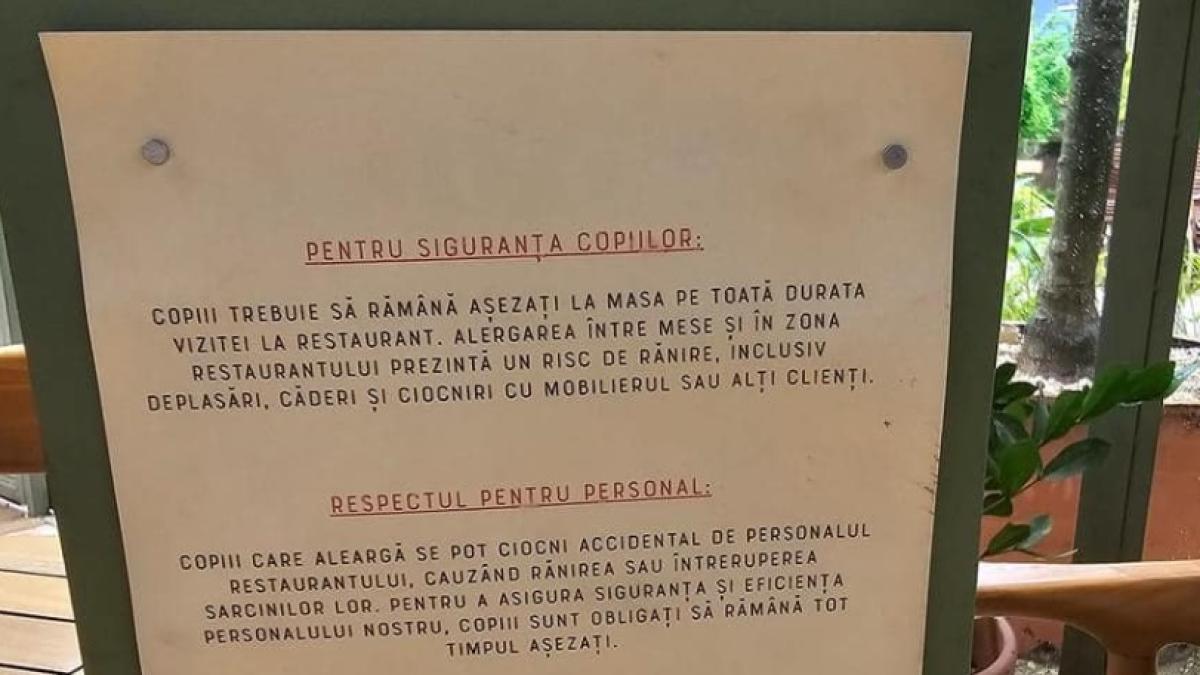 PENTRU SIGURANȚA COPIILOR:
COPIII TREBUIE SĂ RĂMÂNĂ AȘEZAȚI LA MASA PE TOATĂ DURATA
VIZITEI LA RESTAURANT. ALERGAREA ÎNTRE MESE ȘI ÎN ZONA
RESTAURANTULUI PREZINTĂ UN RISC DE RĂNIRE, INCLUSIV
DEPLASĂRI, CĂDERI ȘI CIOCNIRI CU MOBILIERUL SAU ALȚI CLIENȚI.
RESPECTUL PENTRU PERSONAL:
COPIII CARE ALEARGĂ SE POT CIOCNI ACCIDENTAL DE PERSONALUL
RESTAURANTULUI, CAUZÂND RĂNIREA SAU ÎNTRERUPEREA
SARCINILOR LOR. PENTRU A ASIGURA SIGURANȚA ȘI EFICIENȚA
PERSONALULUI NOSTRU, COPIII SUNT OBLIGAȚI SĂ RĂMÂNĂ TOT
TIMPUL AȘEZAȚI.